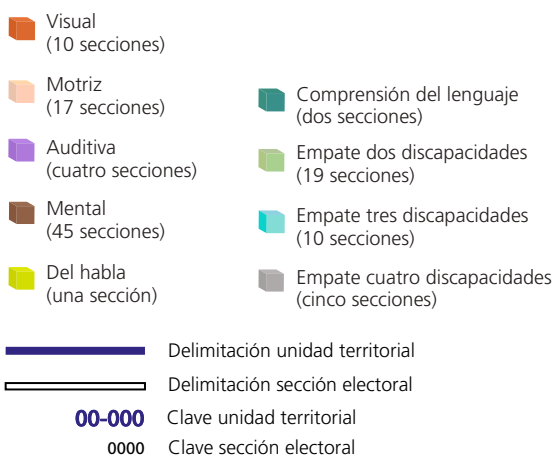 Visual
(10 secciones)
Motriz
(17 secciones)
Auditiva
(cuatro secciones)
Mental
(45 secciones)
Del habla
(una sección)
Comprensión del lenguaje
(dos secciones)
Empate dos discapacidades
(19 secciones)
Empate tres discapacidades
(10 secciones)
Empate cuatro discapacidades
(cinco secciones)
Delimitación unidad territorial
Delimitación sección electoral
00-000 Clave unidad territorial
0000 Clave sección electoral